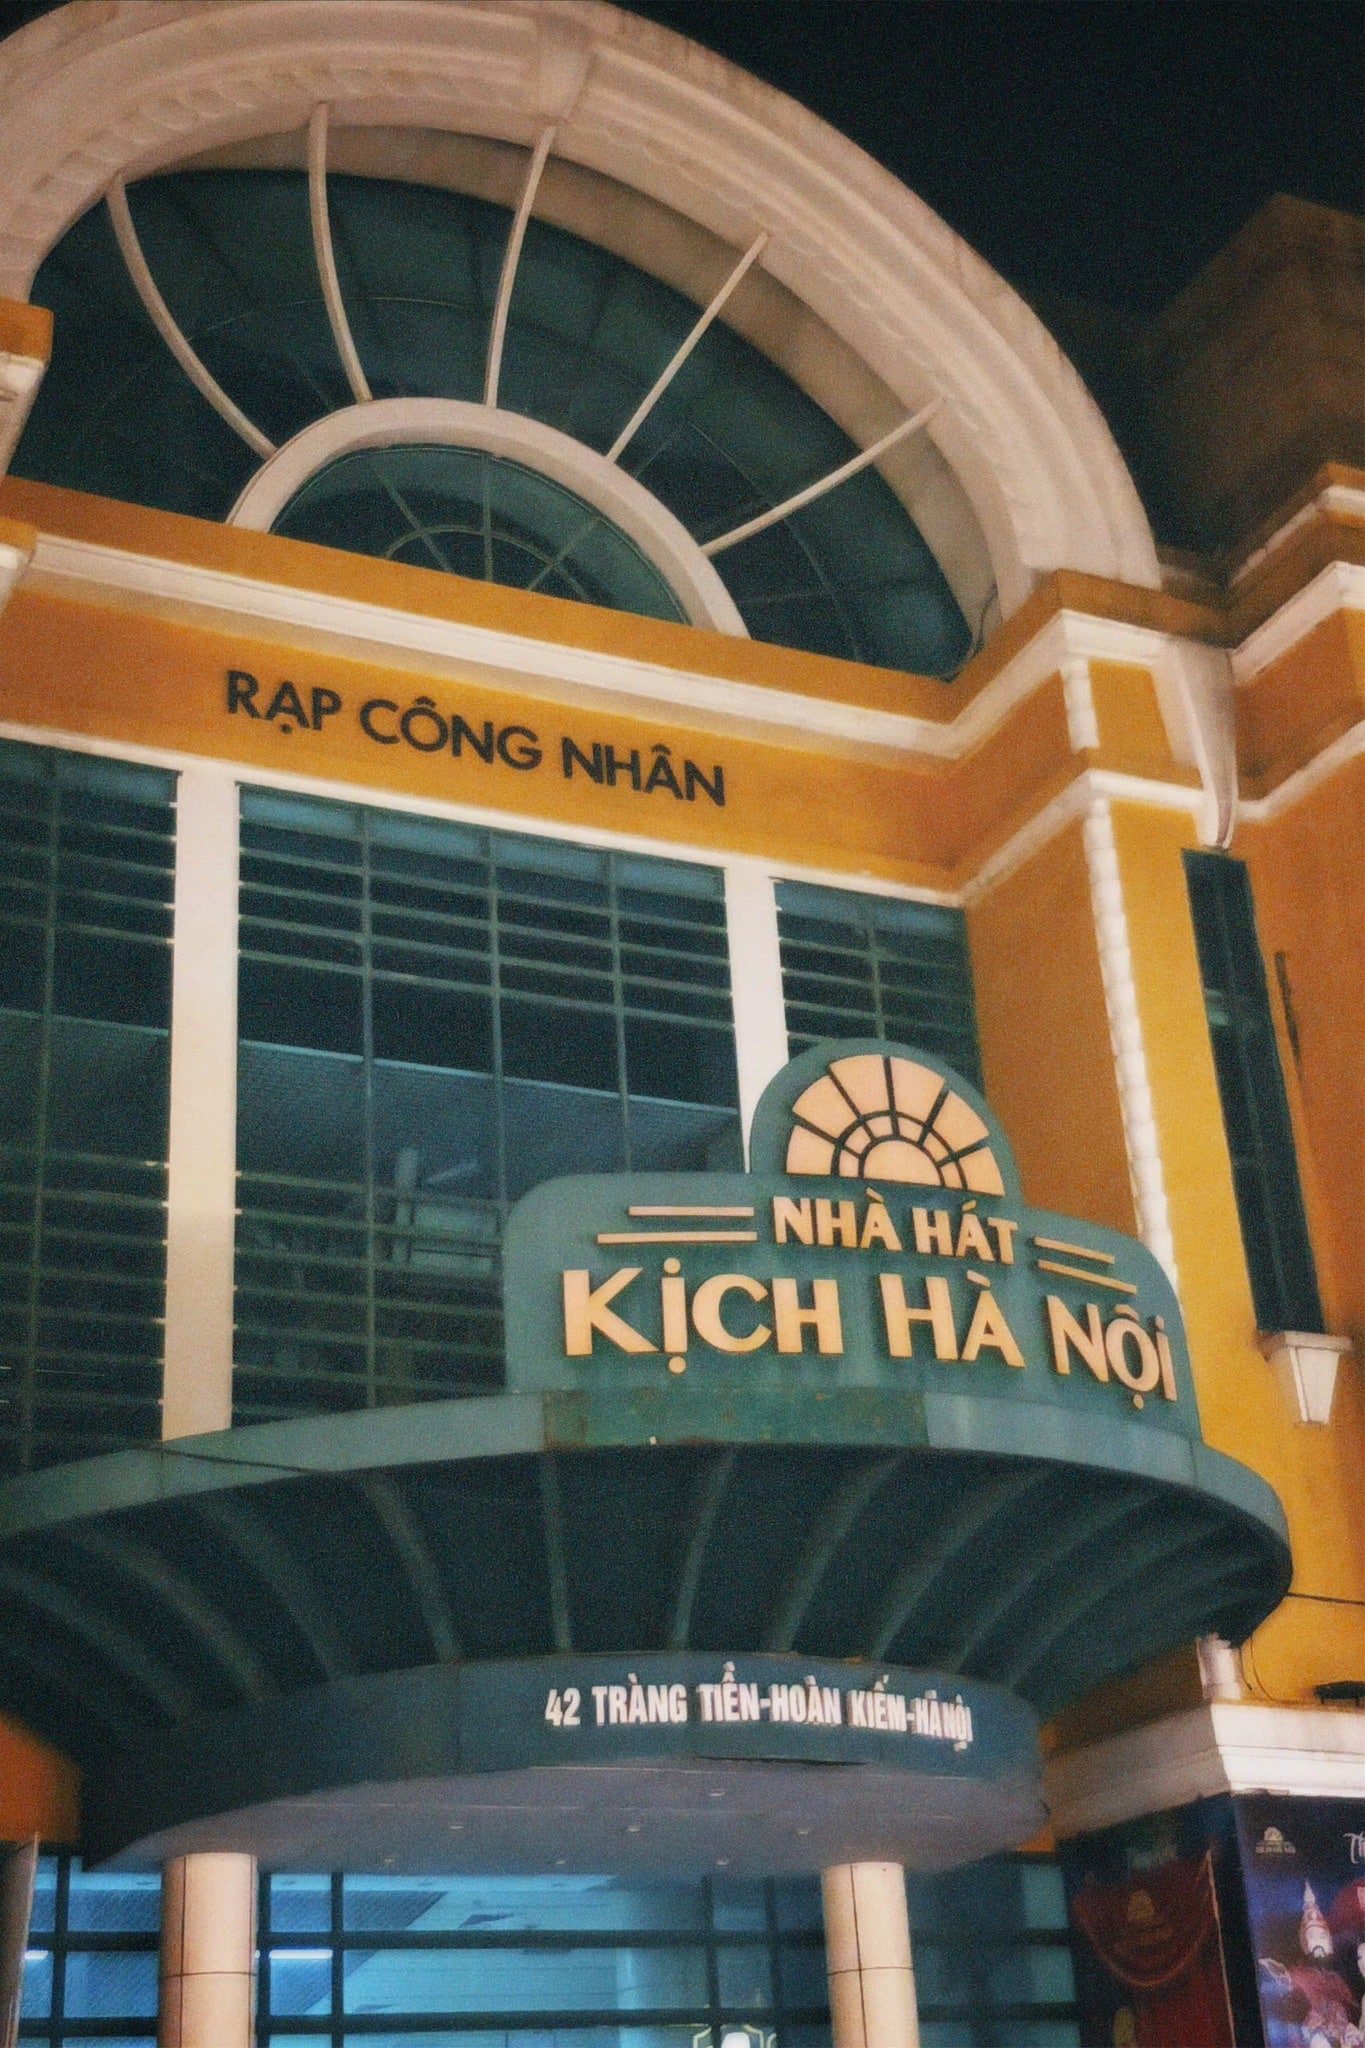 RẠP CÔNG NHÂN
NHÀ HÁT
KỊCH HÀ NỘI
42 TRÀNG TIỀN-HOÀN KIẾM-HÀ NỘI